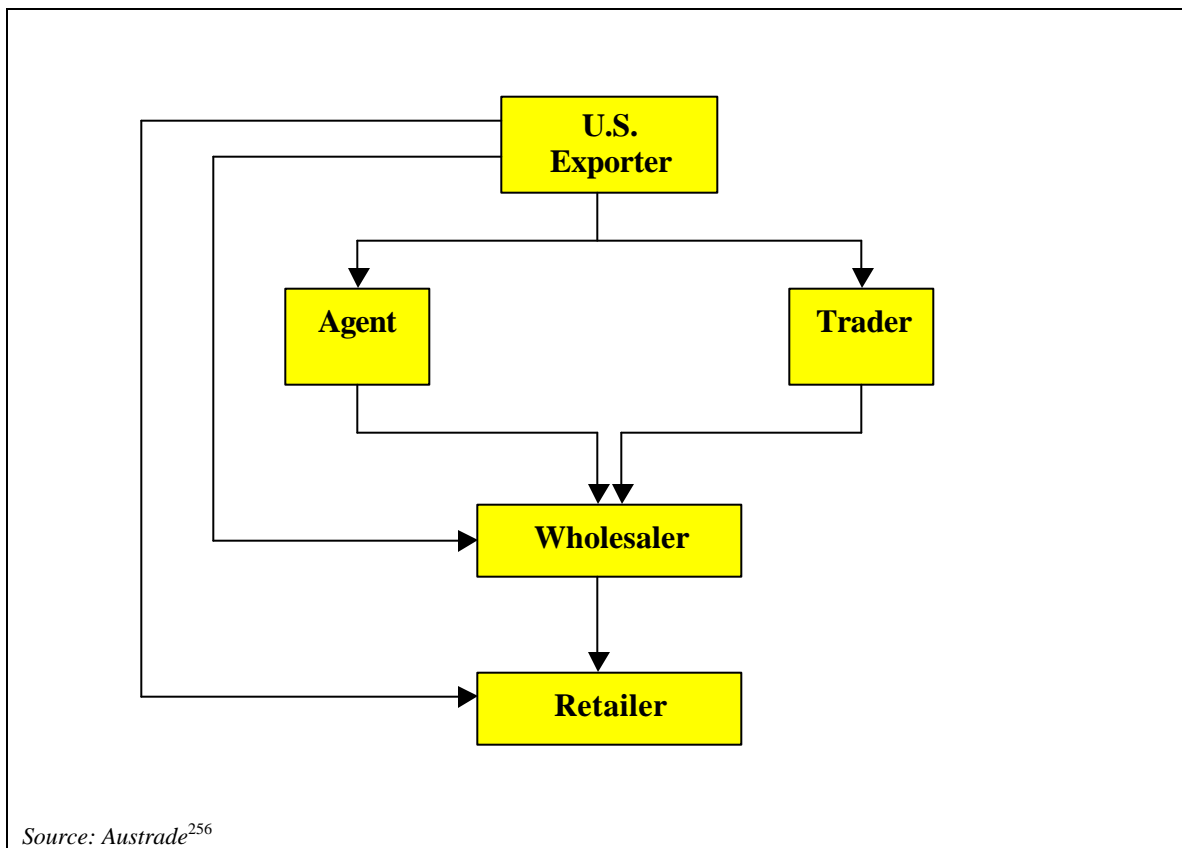 U.S.
Exporter
Agent
Trader
Wholesaler
Retailer
Source: Austrade256